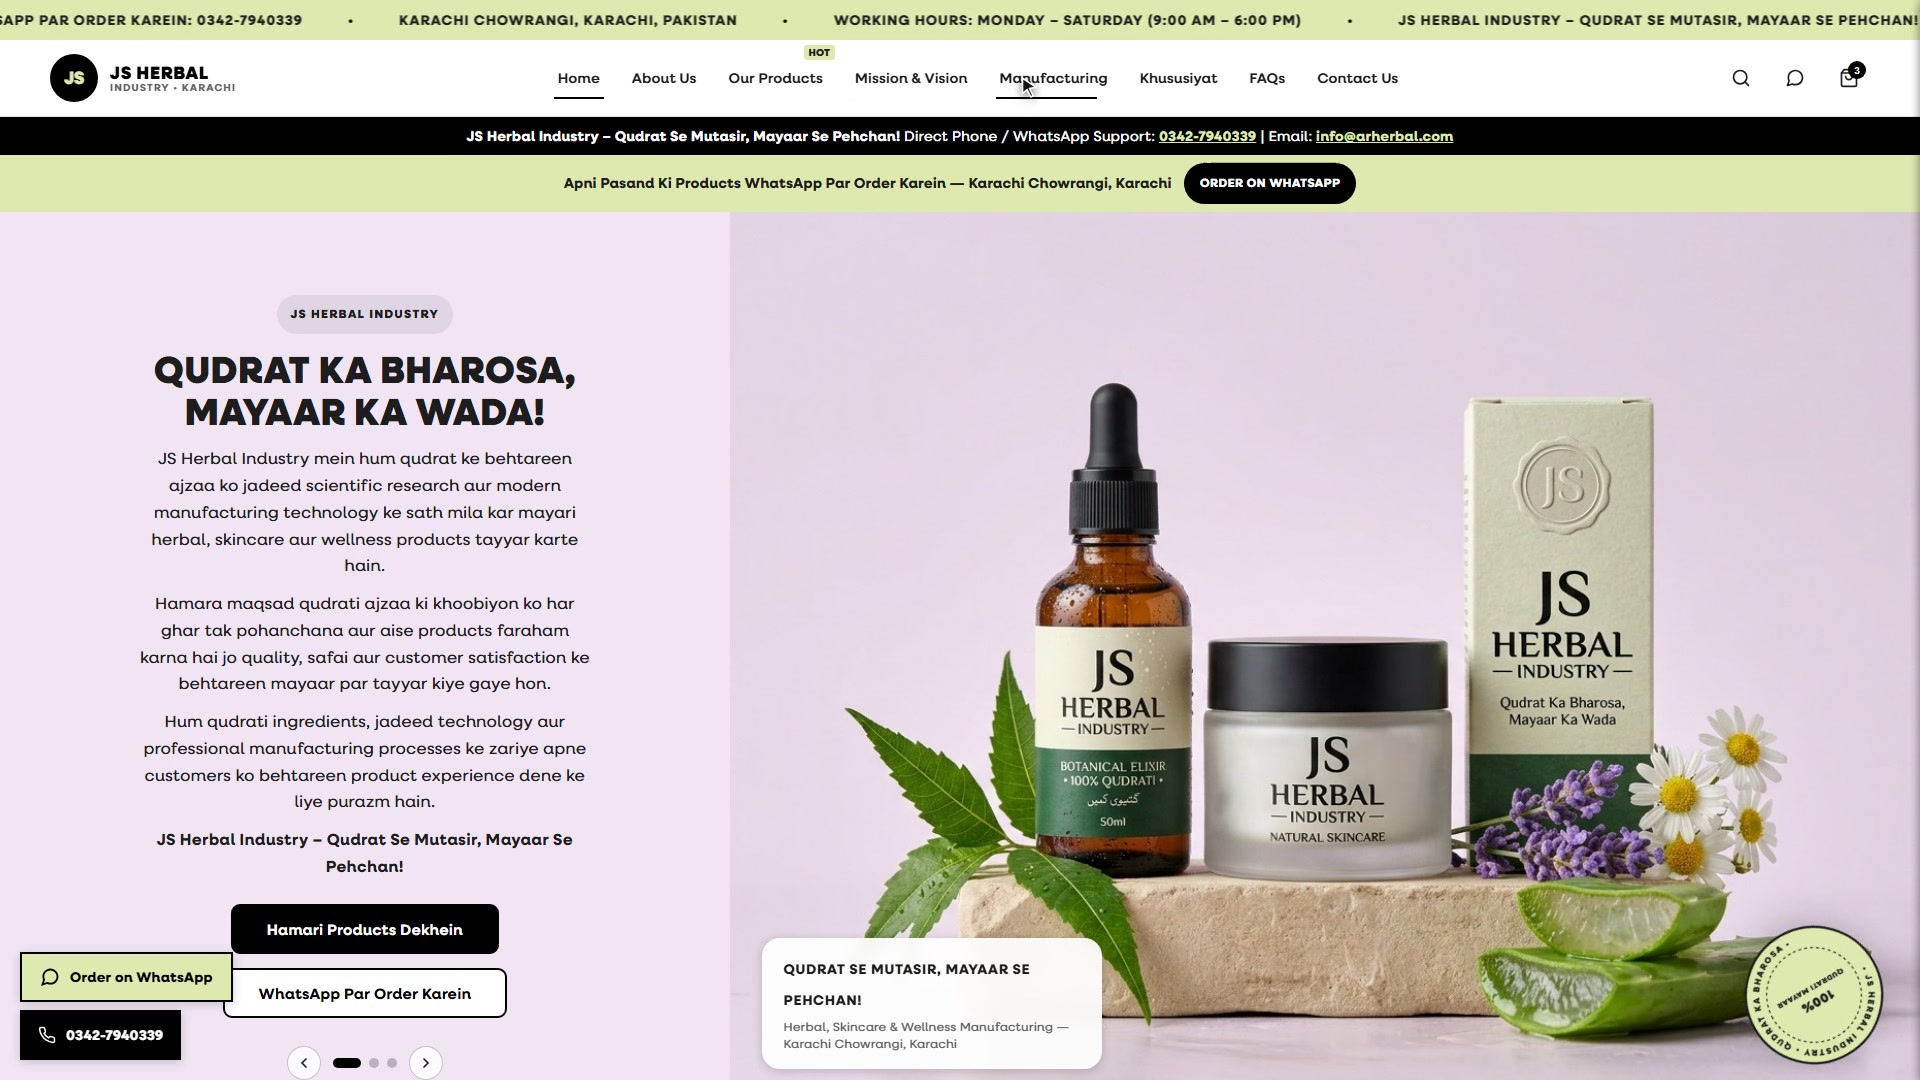 SAPP PAR ORDER KAREIN: 0342-7940339 • KARACHI CHOWRANGI, KARACHI, PAKISTAN • WORKING HOURS: MONDAY – SATURDAY (9:00 AM – 6:00 PM) • JS HERBAL INDUSTRY – QUDRAT SE MUTASIR, MAYAAR SE PEHCHAN!
HOT
JS
JS HERBAL
INDUSTRY • KARACHI
Home About Us Our Products Mission & Vision Manufacturing Khususiyat FAQs Contact Us
3
JS Herbal Industry – Qudrat Se Mutasir, Mayaar Se Pehchan! Direct Phone / WhatsApp Support: 0342-7940339 | Email: info@arherbal.com
Apni Pasand Ki Products WhatsApp Par Order Karein — Karachi Chowrangi, Karachi ORDER ON WHATSAPP
JS HERBAL INDUSTRY
QUDRAT KA BHAROSA,
MAYAAR KA WADA!
JS Herbal Industry mein hum qudrat ke behtareen
ajzaa ko jadeed scientific research aur modern
manufacturing technology ke sath mila kar mayari
herbal, skincare aur wellness products tayyar karte
hain.
Hamara maqsad qudrati ajzaa ki khoobiyon ko har
ghar tak pohanchana aur aise products faraham
karna hai jo quality, safai aur customer satisfaction ke
behtareen mayaar par tayyar kiye gaye hon.
Hum qudrati ingredients, jadeed technology aur
professional manufacturing processes ke zariye apne
customers ko behtareen product experience dene ke
liye purazm hain.
JS Herbal Industry – Qudrat Se Mutasir, Mayaar Se
Pehchan!
Hamari Products Dekhein
WhatsApp Par Order Karein
Order on WhatsApp
0342-7940339
JS
HERBAL
INDUSTRY
BOTANICAL ELIXIR
• 100% QUDRATI •
50ml
JS
HERBAL
INDUSTRY
NATURAL SKINCARE
JS
JS
HERBAL
INDUSTRY
Qudrat Ka Bharosa,
Mayaar Ka Wada
QUDRAT SE MUTASIR, MAYAAR SE
PEHCHAN!
Herbal, Skincare & Wellness Manufacturing —
Karachi Chowrangi, Karachi
• JS HERBAL INDUSTRY • QUDRAT KA BHAROSA •
100%
QUDRATI MAYAAR